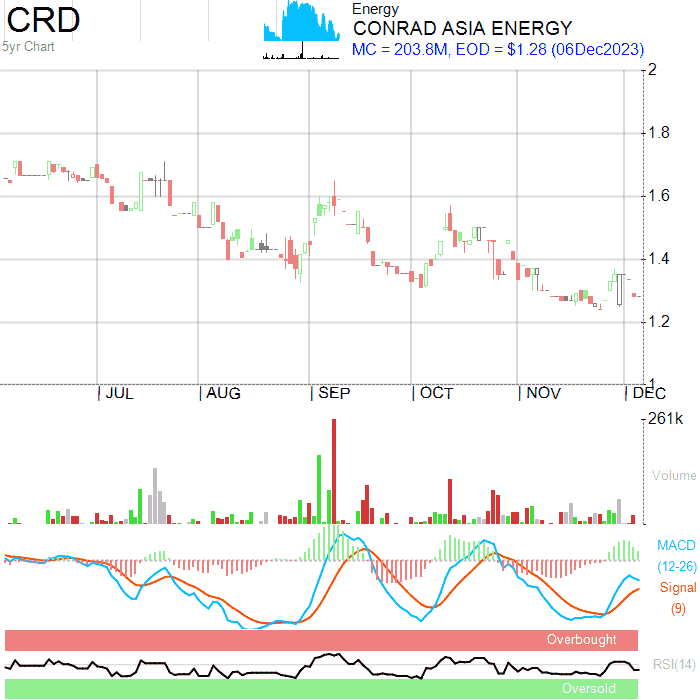 CRD
5yr Chart
Energy
CONRAD ASIA ENERGY
MC = 203.8M, EOD = $1.28 (06Dec2023)
2
1.8
1.6
1.4
1.2
1
JUL
AUG
SEP
OCT
NOV
DEC
261k
Volume
MACD
(12-26)
Signal
(9)
Overbought
RSI(14)
Oversold